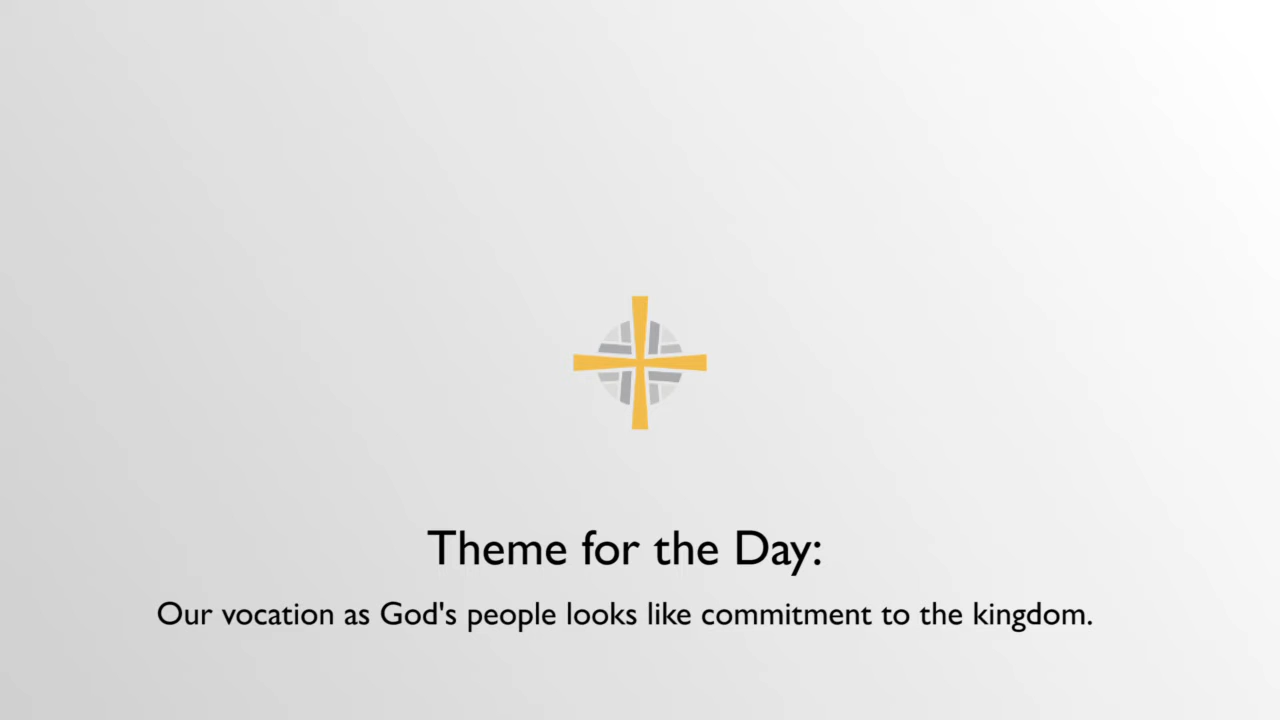 Theme for the Day:
Our vocation as God's people looks like commitment to the kingdom.